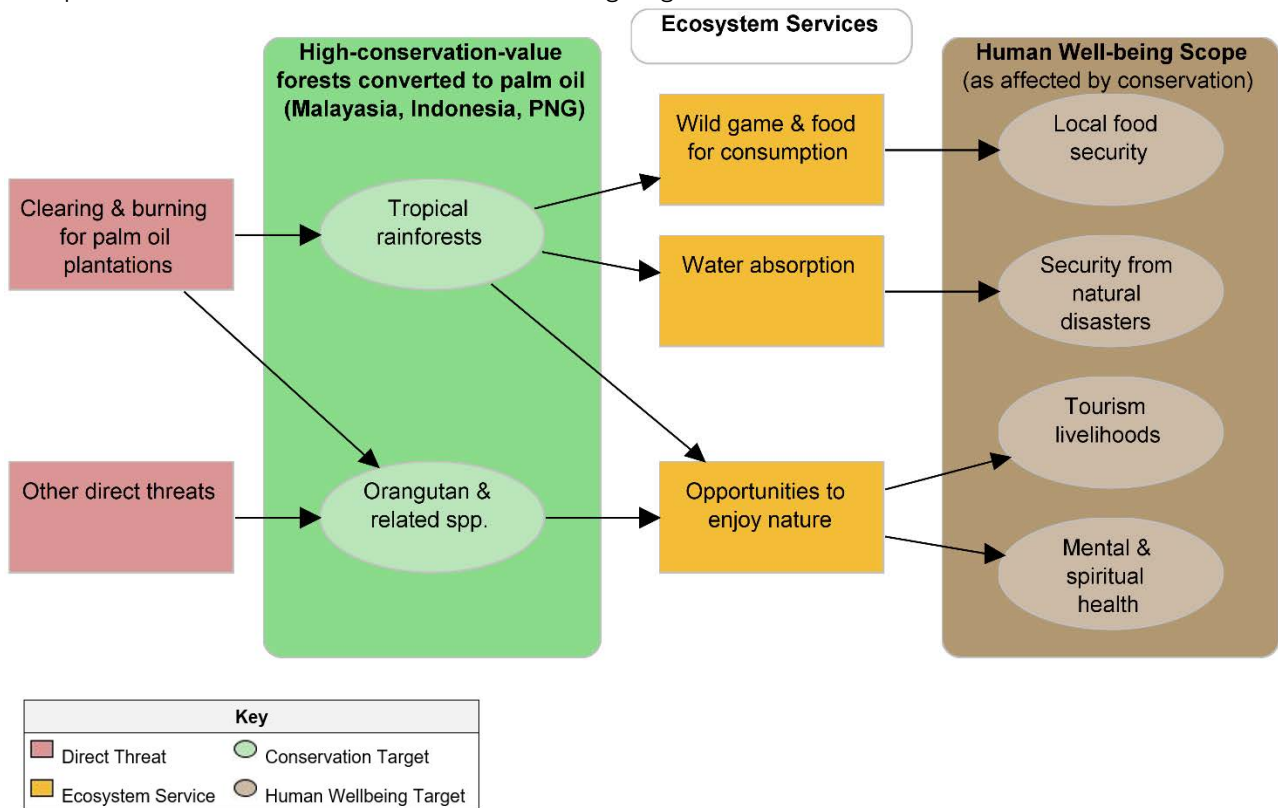 Ecosystem Services
High-conservation-value
forests converted to palm oil
(Malayasia, Indonesia, PNG)
Human Well-being Scope
(as affected by conservation)
Clearing & burning
for palm oil
plantations
Other direct threats
Tropical
rainforests
Orangutan &
related spp.
Wild game & food
for consumption
Water absorption
Opportunities to
enjoy nature
Local food
security
Security from
natural
disasters
Tourism
livelihoods
Mental &
spiritual
health
Key
Direct Threat
Conservation Target
Ecosystem Service
Human Wellbeing Target